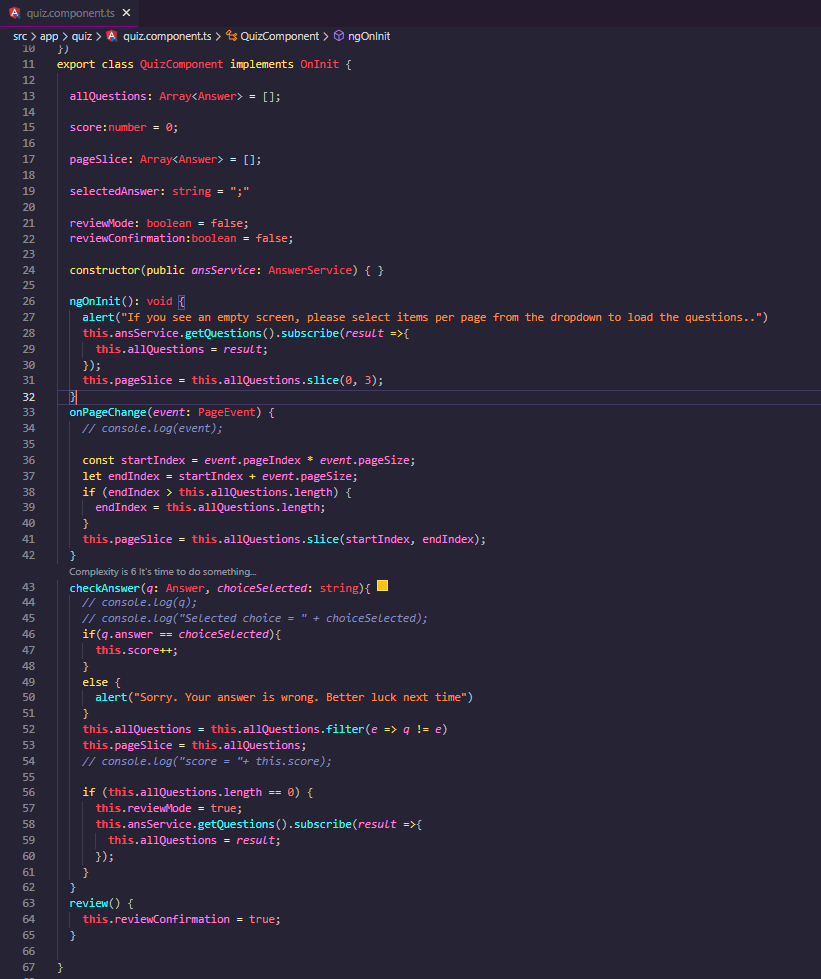 quiz.component.ts ×
src > app > quiz > quiz.component.ts > QuizComponent > ngOnInit
10 })
11 export class QuizComponent implements OnInit {
12
13 allQuestions: Array<Answer> = [];
14
15 score:number = 0;
16
17 pageSlice: Array<Answer> = [];
18
19 selectedAnswer: string = ";"
20
21 reviewMode: boolean = false;
22 reviewConfirmation:boolean = false;
23
24 constructor(public ansService: AnswerService) { }
25
26 ngOnInit(): void {
27 alert("If you see an empty screen, please select items per page from the dropdown to load the questions..")
28 this.ansService.getQuestions().subscribe(result =>{
29 this.allQuestions = result;
30 });
31 this.pageSlice = this.allQuestions.slice(0, 3);
32 }
33 onPageChange(event: PageEvent) {
34 // console.log(event);
35
36 const startIndex = event.pageIndex * event.pageSize;
37 let endIndex = startIndex + event.pageSize;
38 if (endIndex > this.allQuestions.length) {
39 endIndex = this.allQuestions.length;
40 }
41 this.pageSlice = this.allQuestions.slice(startIndex, endIndex);
42 }
Complexity is 6 It's time to do something...
43 checkAnswer(q: Answer, choiceSelected: string){
44 // console.log(q);
45 // console.log("Selected choice = " + choiceSelected);
46 if(q.answer == choiceSelected){
47 this.score++;
48 }
49 else {
50 alert("Sorry. Your answer is wrong. Better luck next time")
51 }
52 this.allQuestions = this.allQuestions.filter(e => q != e)
53 this.pageSlice = this.allQuestions;
54 // console.log("score = "+ this.score);
55
56 if (this.allQuestions.length == 0) {
57 this.reviewMode = true;
58 this.ansService.getQuestions().subscribe(result =>{
59 this.allQuestions = result;
60 });
61 }
62 }
63 review() {
64 this.reviewConfirmation = true;
65 }
66
67 }